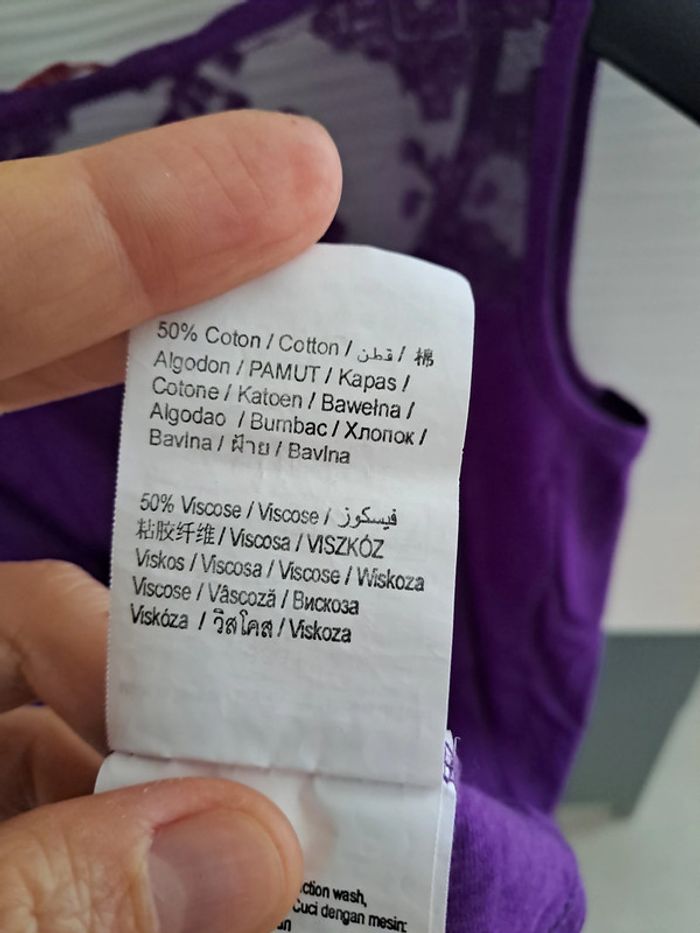 50% Coton / Cotton / قطن / 棉
Algodon / PAMUT / Kapas /
Cotone / Katoen / Bawełna /
Algodao / Bumbac / Хлопок /
Bavlna / ฝ้าย / Bavlna
50% Viscose / Viscose / فيسكوز
粘胶纤维 / Viscosa / VISZKÓZ
Viskos / Viscosa / Viscose / Wiskoza
Viscose / Vâscoză / Вискоза
Viskóza / วิสโคส / Viskoza
wash,
Cuci dengan mesin: